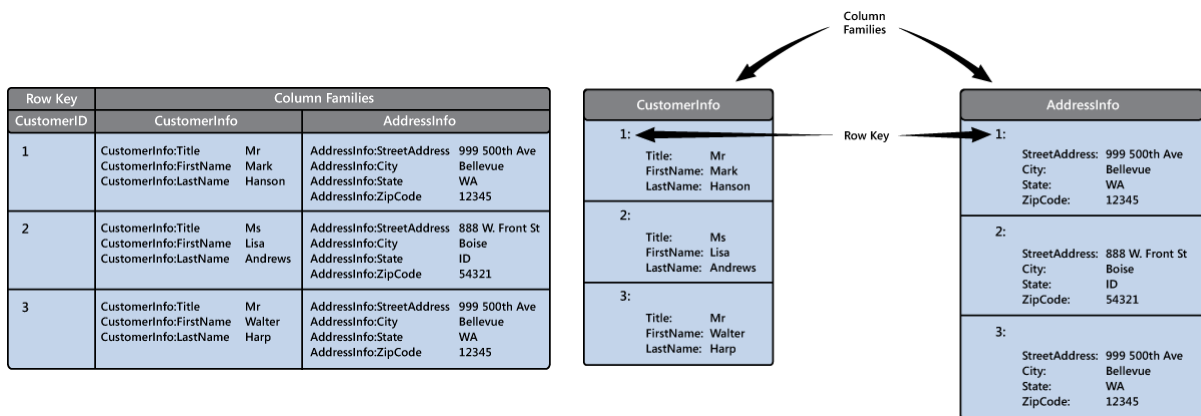 Column
Families
Row Key Column Families
CustomerID CustomerInfo AddressInfo
1 CustomerInfo:Title Mr AddressInfo:StreetAddress 999 500th Ave
CustomerInfo:FirstName Mark AddressInfo:City Bellevue
CustomerInfo:LastName Hanson AddressInfo:State WA
AddressInfo:ZipCode 12345
2 CustomerInfo:Title Ms AddressInfo:StreetAddress 888 W. Front St
CustomerInfo:FirstName Lisa AddressInfo:City Boise
CustomerInfo:LastName Andrews AddressInfo:State ID
AddressInfo:ZipCode 54321
3 CustomerInfo:Title Mr AddressInfo:StreetAddress 999 500th Ave
CustomerInfo:FirstName Walter AddressInfo:City Bellevue
CustomerInfo:LastName Harp AddressInfo:State WA
AddressInfo:ZipCode 12345
CustomerInfo
1:
Title: Mr
FirstName: Mark
LastName: Hanson
2:
Title: Ms
FirstName: Lisa
LastName: Andrews
3:
Title: Mr
FirstName: Walter
LastName: Harp
Row Key
AddressInfo
1:
StreetAddress: 999 500th Ave
City: Bellevue
State: WA
ZipCode: 12345
2:
StreetAddress: 888 W. Front St
City: Boise
State: ID
ZipCode: 54321
3:
StreetAddress: 999 500th Ave
City: Bellevue
State: WA
ZipCode: 12345